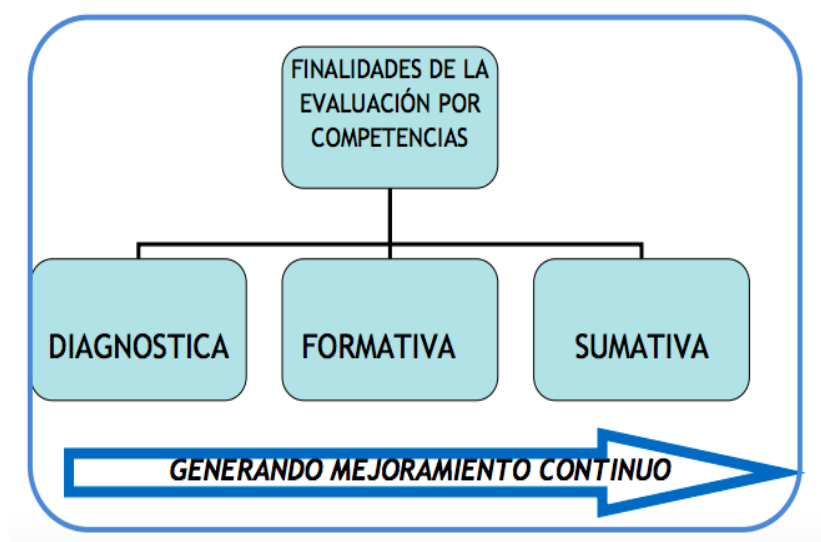 FINALIDADES DE LA
EVALUACIÓN POR
COMPETENCIAS
DIAGNOSTICA
FORMATIVA
SUMATIVA
GENERANDO MEJORAMIENTO CONTINUO